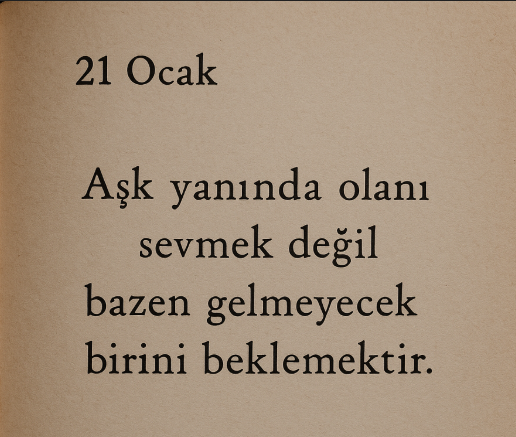 21 Ocak
Aşk yanında olanı
sevmek değil
bazen gelmeyecek
birini beklemektir.